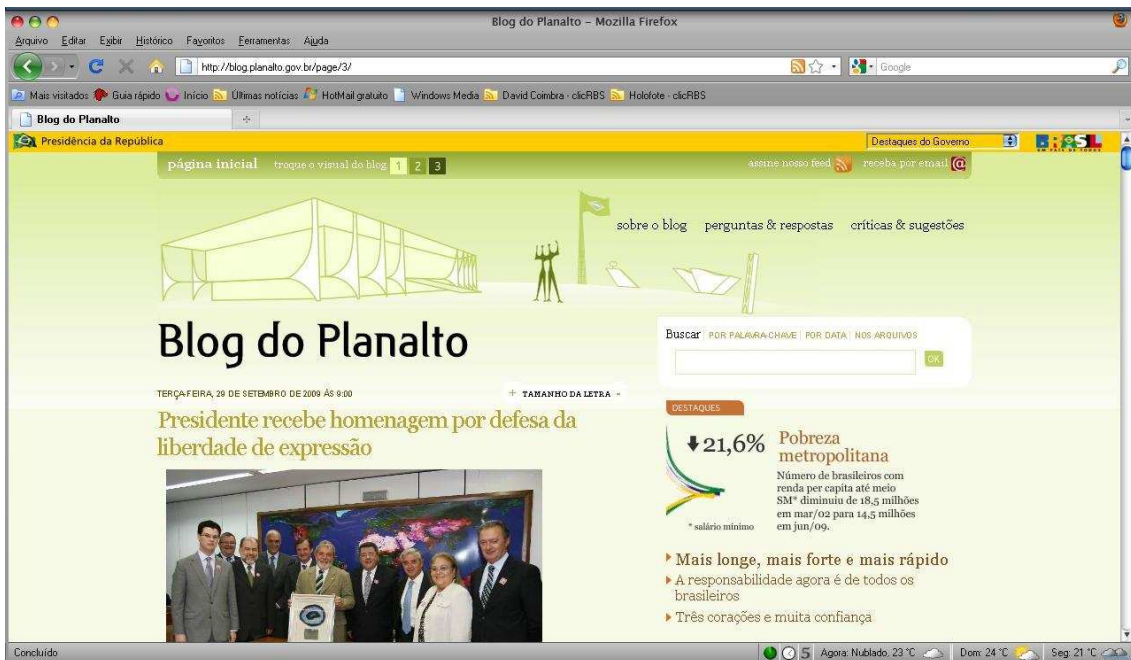 Blog do Planalto – Mozilla Firefox
Arquivo Editar Exibir Histórico Favoritos Ferramentas Ajuda
http://blog.planalto.gov.br/page/3/
Google
Mais visitados Guia rápido Início Últimas notícias HotMail gratuito Windows Media David Coimbra - clicRBS Holofote - clicRBS
Blog do Planalto
Presidência da República
Destaques do Governo
BRASIL
UM PAÍS DE TODOS
página inicial troque o visual do blog 1 2 3
assine nosso feed receba por email @
sobre o blog perguntas & respostas críticas & sugestões
Blog do Planalto
Buscar POR PALAVRA-CHAVE | POR DATA | NOS ARQUIVOS
OK
TERÇA-FEIRA, 29 DE SETEMBRO DE 2009 ÀS 9:00
+ TAMANHO DA LETRA -
Presidente recebe homenagem por defesa da
liberdade de expressão
DESTAQUES
21,6%
Pobreza
metropolitana
Número de brasileiros com
renda per capita até meio
SM* diminuiu de 18,5 milhões
em mar/02 para 14,5 milhões
em jun/09.
* salário mínimo
Mais longe, mais forte e mais rápido
A responsabilidade agora é de todos os
brasileiros
Três corações e muita confiança
Concluído
5 Agora: Nublado, 23 °C Dom: 24 °C Seg: 21 °C